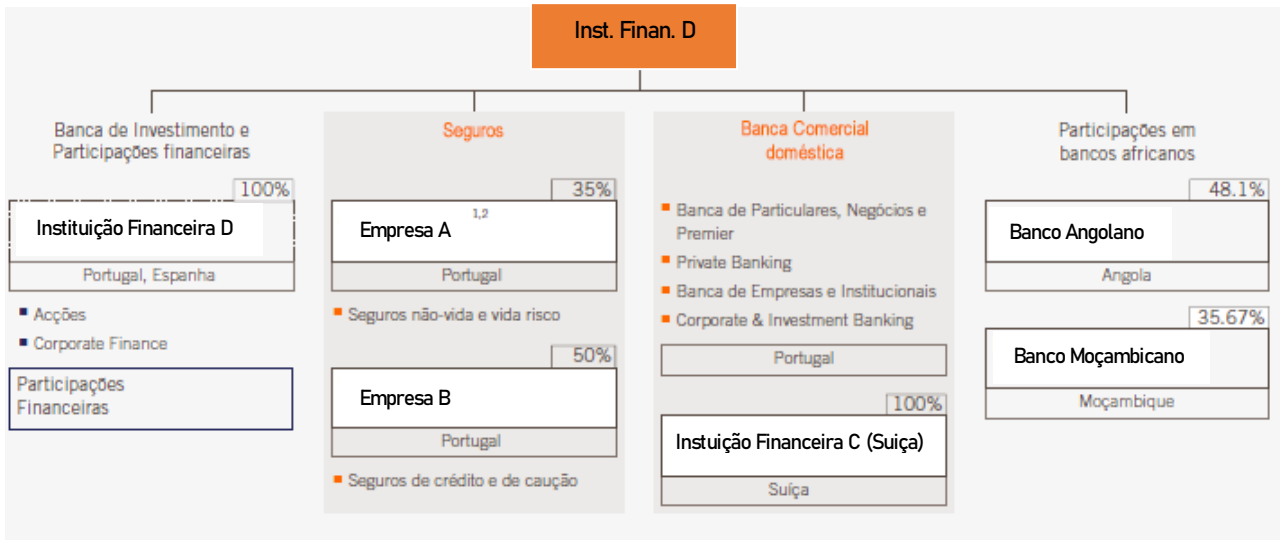 Inst. Finan. D
Banca de Investimento e
Participações financeiras
100%
Instituição Financeira D
Portugal, Espanha
Acções
Corporate Finance
Participações
Financeiras
Seguros
35%
Empresa A 1,2
Portugal
Seguros não-vida e vida risco
50%
Empresa B
Portugal
Seguros de crédito e de caução
Banca Comercial
doméstica
Banca de Particulares, Negócios e
Premier
Private Banking
Banca de Empresas e Institucionais
Corporate & Investment Banking
Portugal
100%
Instuição Financeira C (Suiça)
Suíça
Participações em
bancos africanos
48.1%
Banco Angolano
Angola
35.67%
Banco Moçambicano
Moçambique